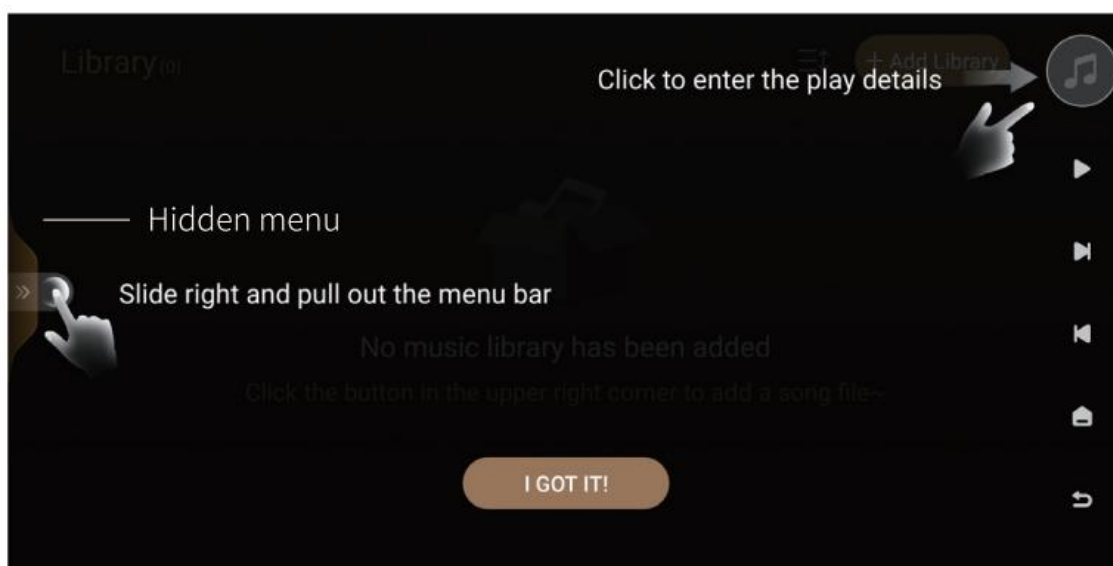 Library(0)
+ Add Library
Click to enter the play details
Hidden menu
Slide right and pull out the menu bar
No music library has been added
Click the button in the upper right corner to add a song file~
I GOT IT!